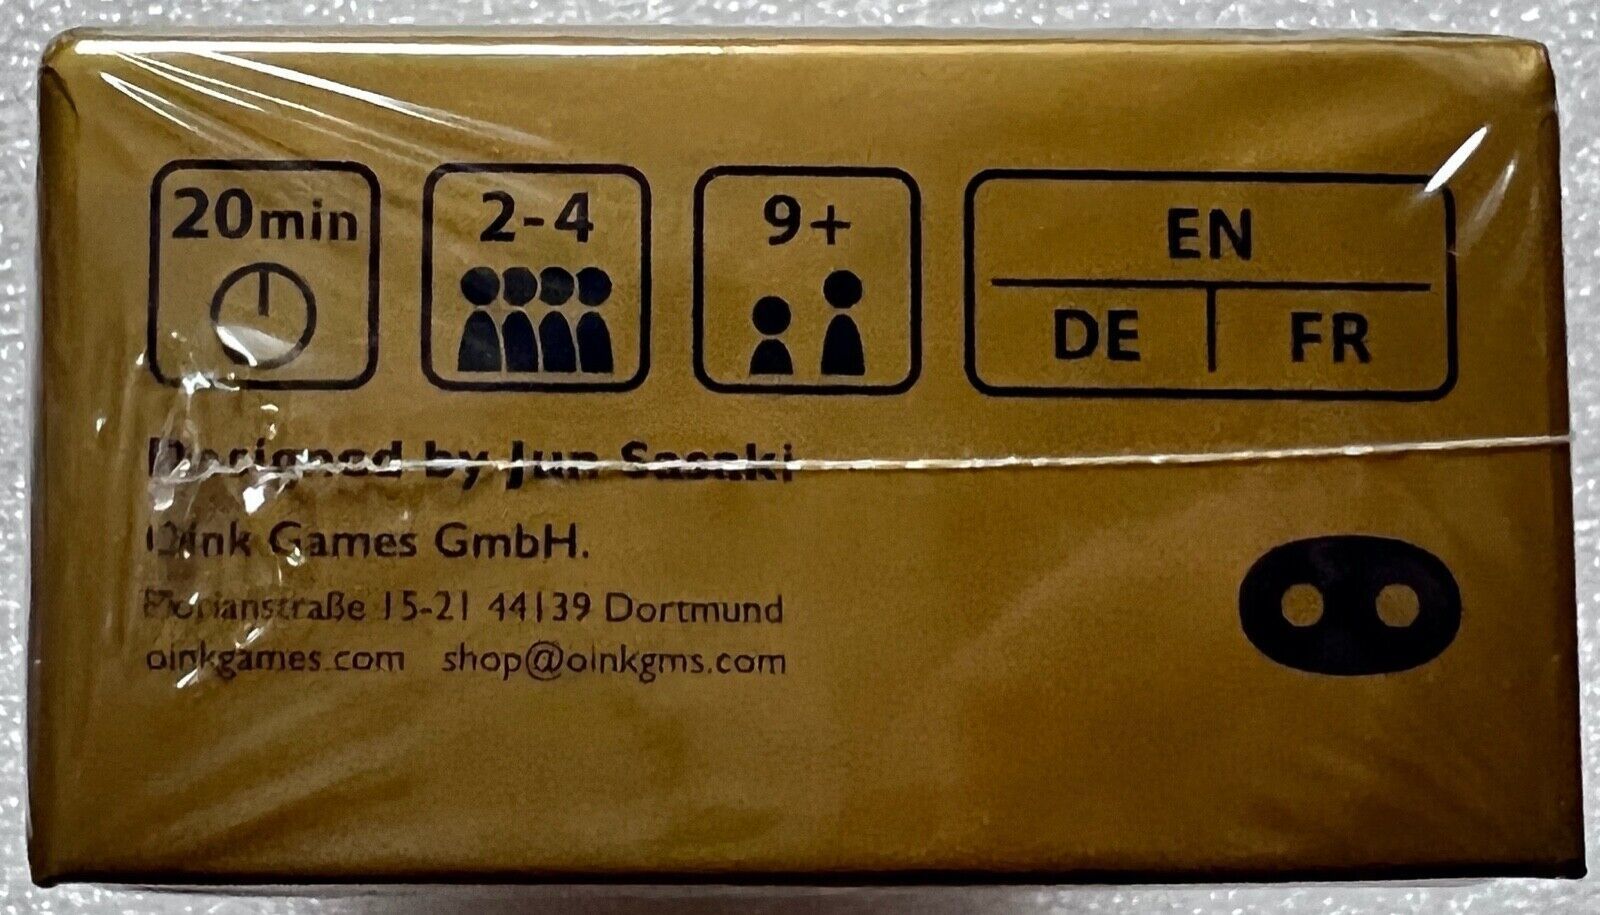 20min
2-4
9+
EN
DE
FR
Designed by Jun Sasaki
Oink Games GmbH.
15-21 44139 Dortmund
oinkgames.com shop@oinkgms.com